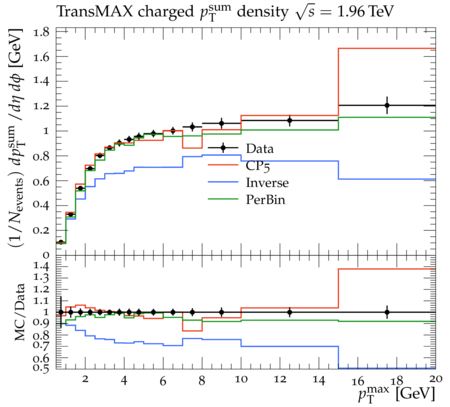 TransMAX charged p_T^sum density √s = 1.96 TeV
(1/N_events) dp_T^sum/dη dϕ [GeV]
1.8
1.6
1.4
1.2
1
0.8
0.6
0.4
0.2
0
Data
CP5
Inverse
PerBin
MC/Data
1.4
1.3
1.2
1.1
1
0.9
0.8
0.7
0.6
0.5
2 4 6 8 10 12 14 16 18 20
p_T^max [GeV]